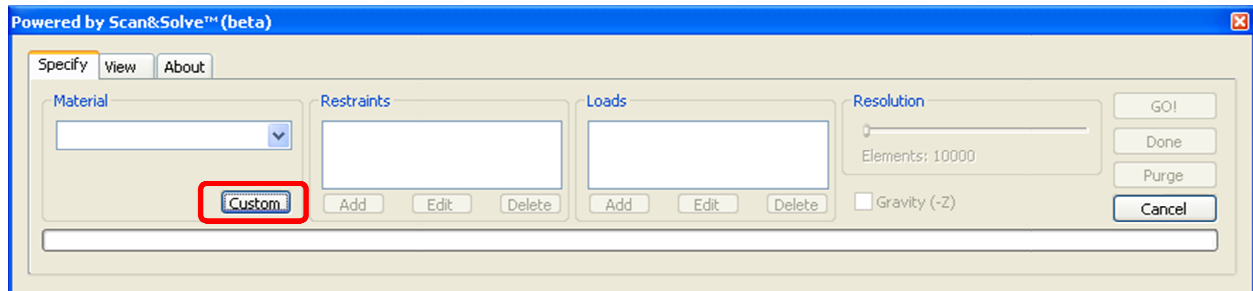 Powered by Scan&Solve™ (beta)
Specify View About
Material Restraints Loads Resolution
GO!
Elements: 10000
Done
Purge
Custom Add Edit Delete Add Edit Delete Gravity (-Z) Cancel